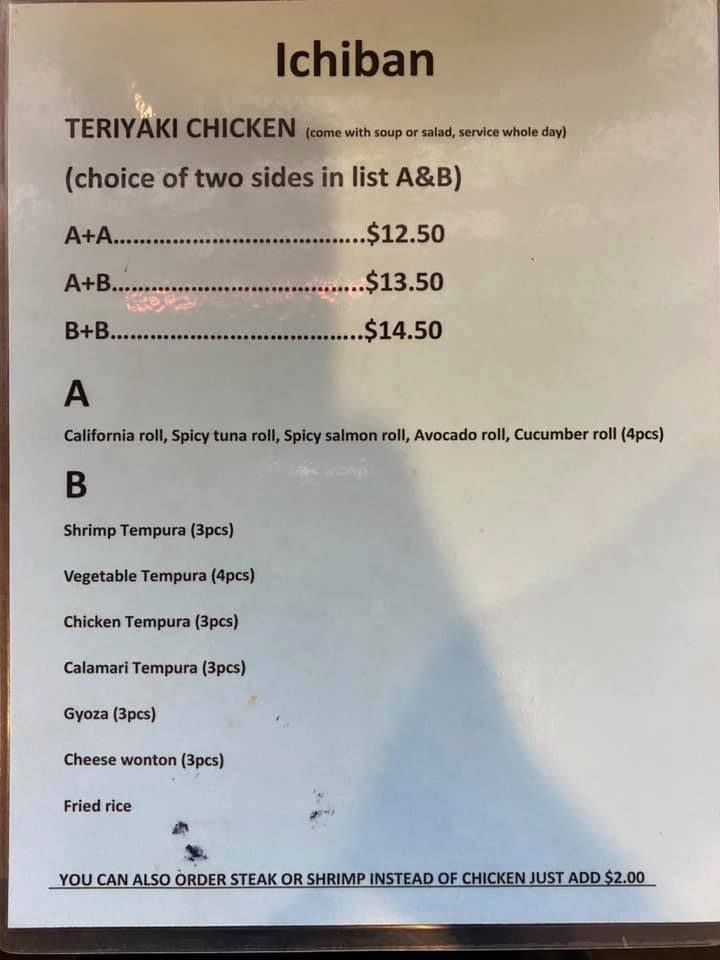 Ichiban
TERIYAKI CHICKEN (come with soup or salad, service whole day)
(choice of two sides in list A&B)
A+A.......................................$12.50
A+B.......................................$13.50
B+B.......................................$14.50
A
California roll, Spicy tuna roll, Spicy salmon roll, Avocado roll, Cucumber roll (4pcs)
B
Shrimp Tempura (3pcs)
Vegetable Tempura (4pcs)
Chicken Tempura (3pcs)
Calamari Tempura (3pcs)
Gyoza (3pcs)
Cheese wonton (3pcs)
Fried rice
YOU CAN ALSO ORDER STEAK OR SHRIMP INSTEAD OF CHICKEN JUST ADD $2.00